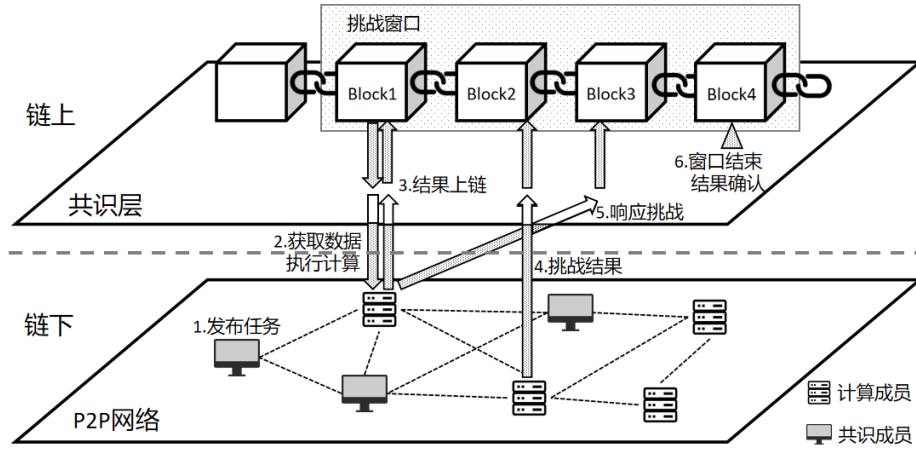 挑战窗口
Block1
Block2
Block3
Block4
链上
3.结果上链
6.窗口结束
结果确认
共识层
5.响应挑战
2.获取数据
执行计算
4.挑战结果
链下
1.发布任务
计算成员
P2P网络
共识成员